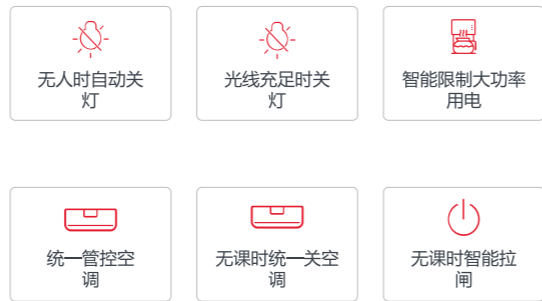 无人时自动关
灯
光线充足时关
灯
智能限制大功率
用电
统一管控空
调
无课时统一关空
调
无课时智能拉
闸